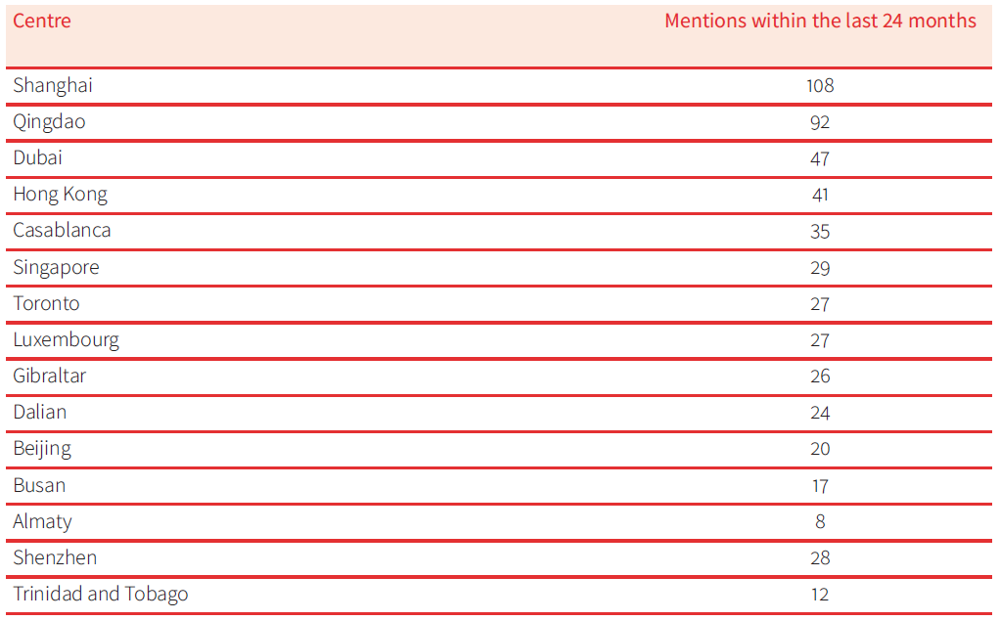 Centre Mentions within the last 24 months
Shanghai 108
Qingdao 92
Dubai 47
Hong Kong 41
Casablanca 35
Singapore 29
Toronto 27
Luxembourg 27
Gibraltar 26
Dalian 24
Beijing 20
Busan 17
Almaty 8
Shenzhen 28
Trinidad and Tobago 12